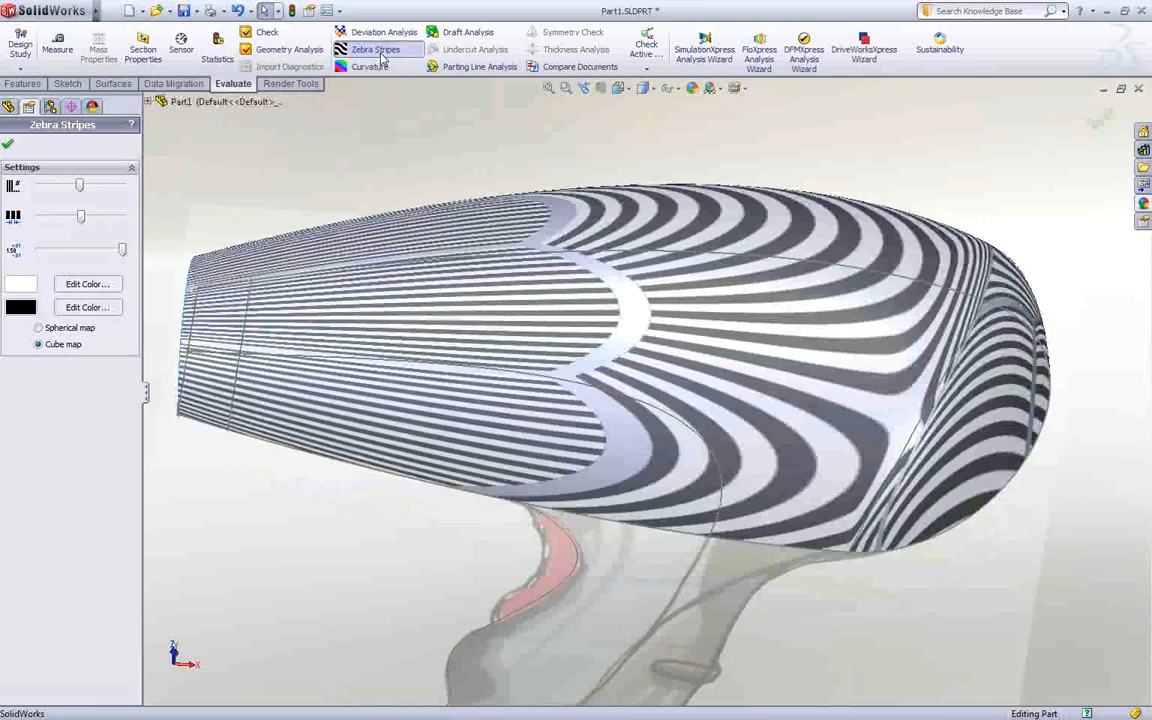 SolidWorks
Part1.SLDPRT *
Search Knowledge Base
Design Study
Measure
Mass Properties
Section Properties
Sensor
Statistics
Check
Geometry Analysis
Import Diagnostics
Deviation Analysis
Zebra Stripes
Curvature
Draft Analysis
Undercut Analysis
Parting Line Analysis
Symmetry Check
Thickness Analysis
Compare Documents
Check Active ...
SimulationXpress Analysis Wizard
FloXpress Analysis Wizard
DFMXpress Analysis Wizard
DriveWorksXpress Wizard
Sustainability
Features
Sketch
Surfaces
Data Migration
Evaluate
Render Tools
Part1 (Default<<Default>_...
Zebra Stripes
?
Settings
Edit Color...
Edit Color...
Spherical map
Cube map
Z
X
SolidWorks
Editing Part